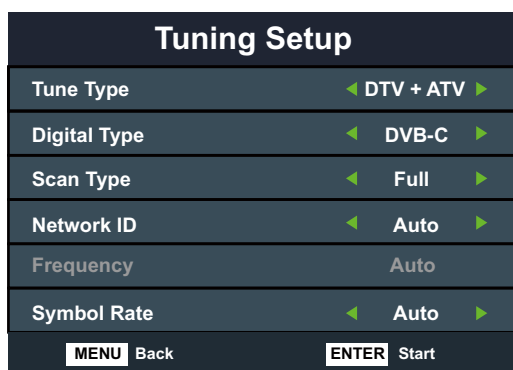 Tuning Setup
Tune Type DTV + ATV
Digital Type DVB-C
Scan Type Full
Network ID Auto
Frequency Auto
Symbol Rate Auto
MENU Back ENTER Start